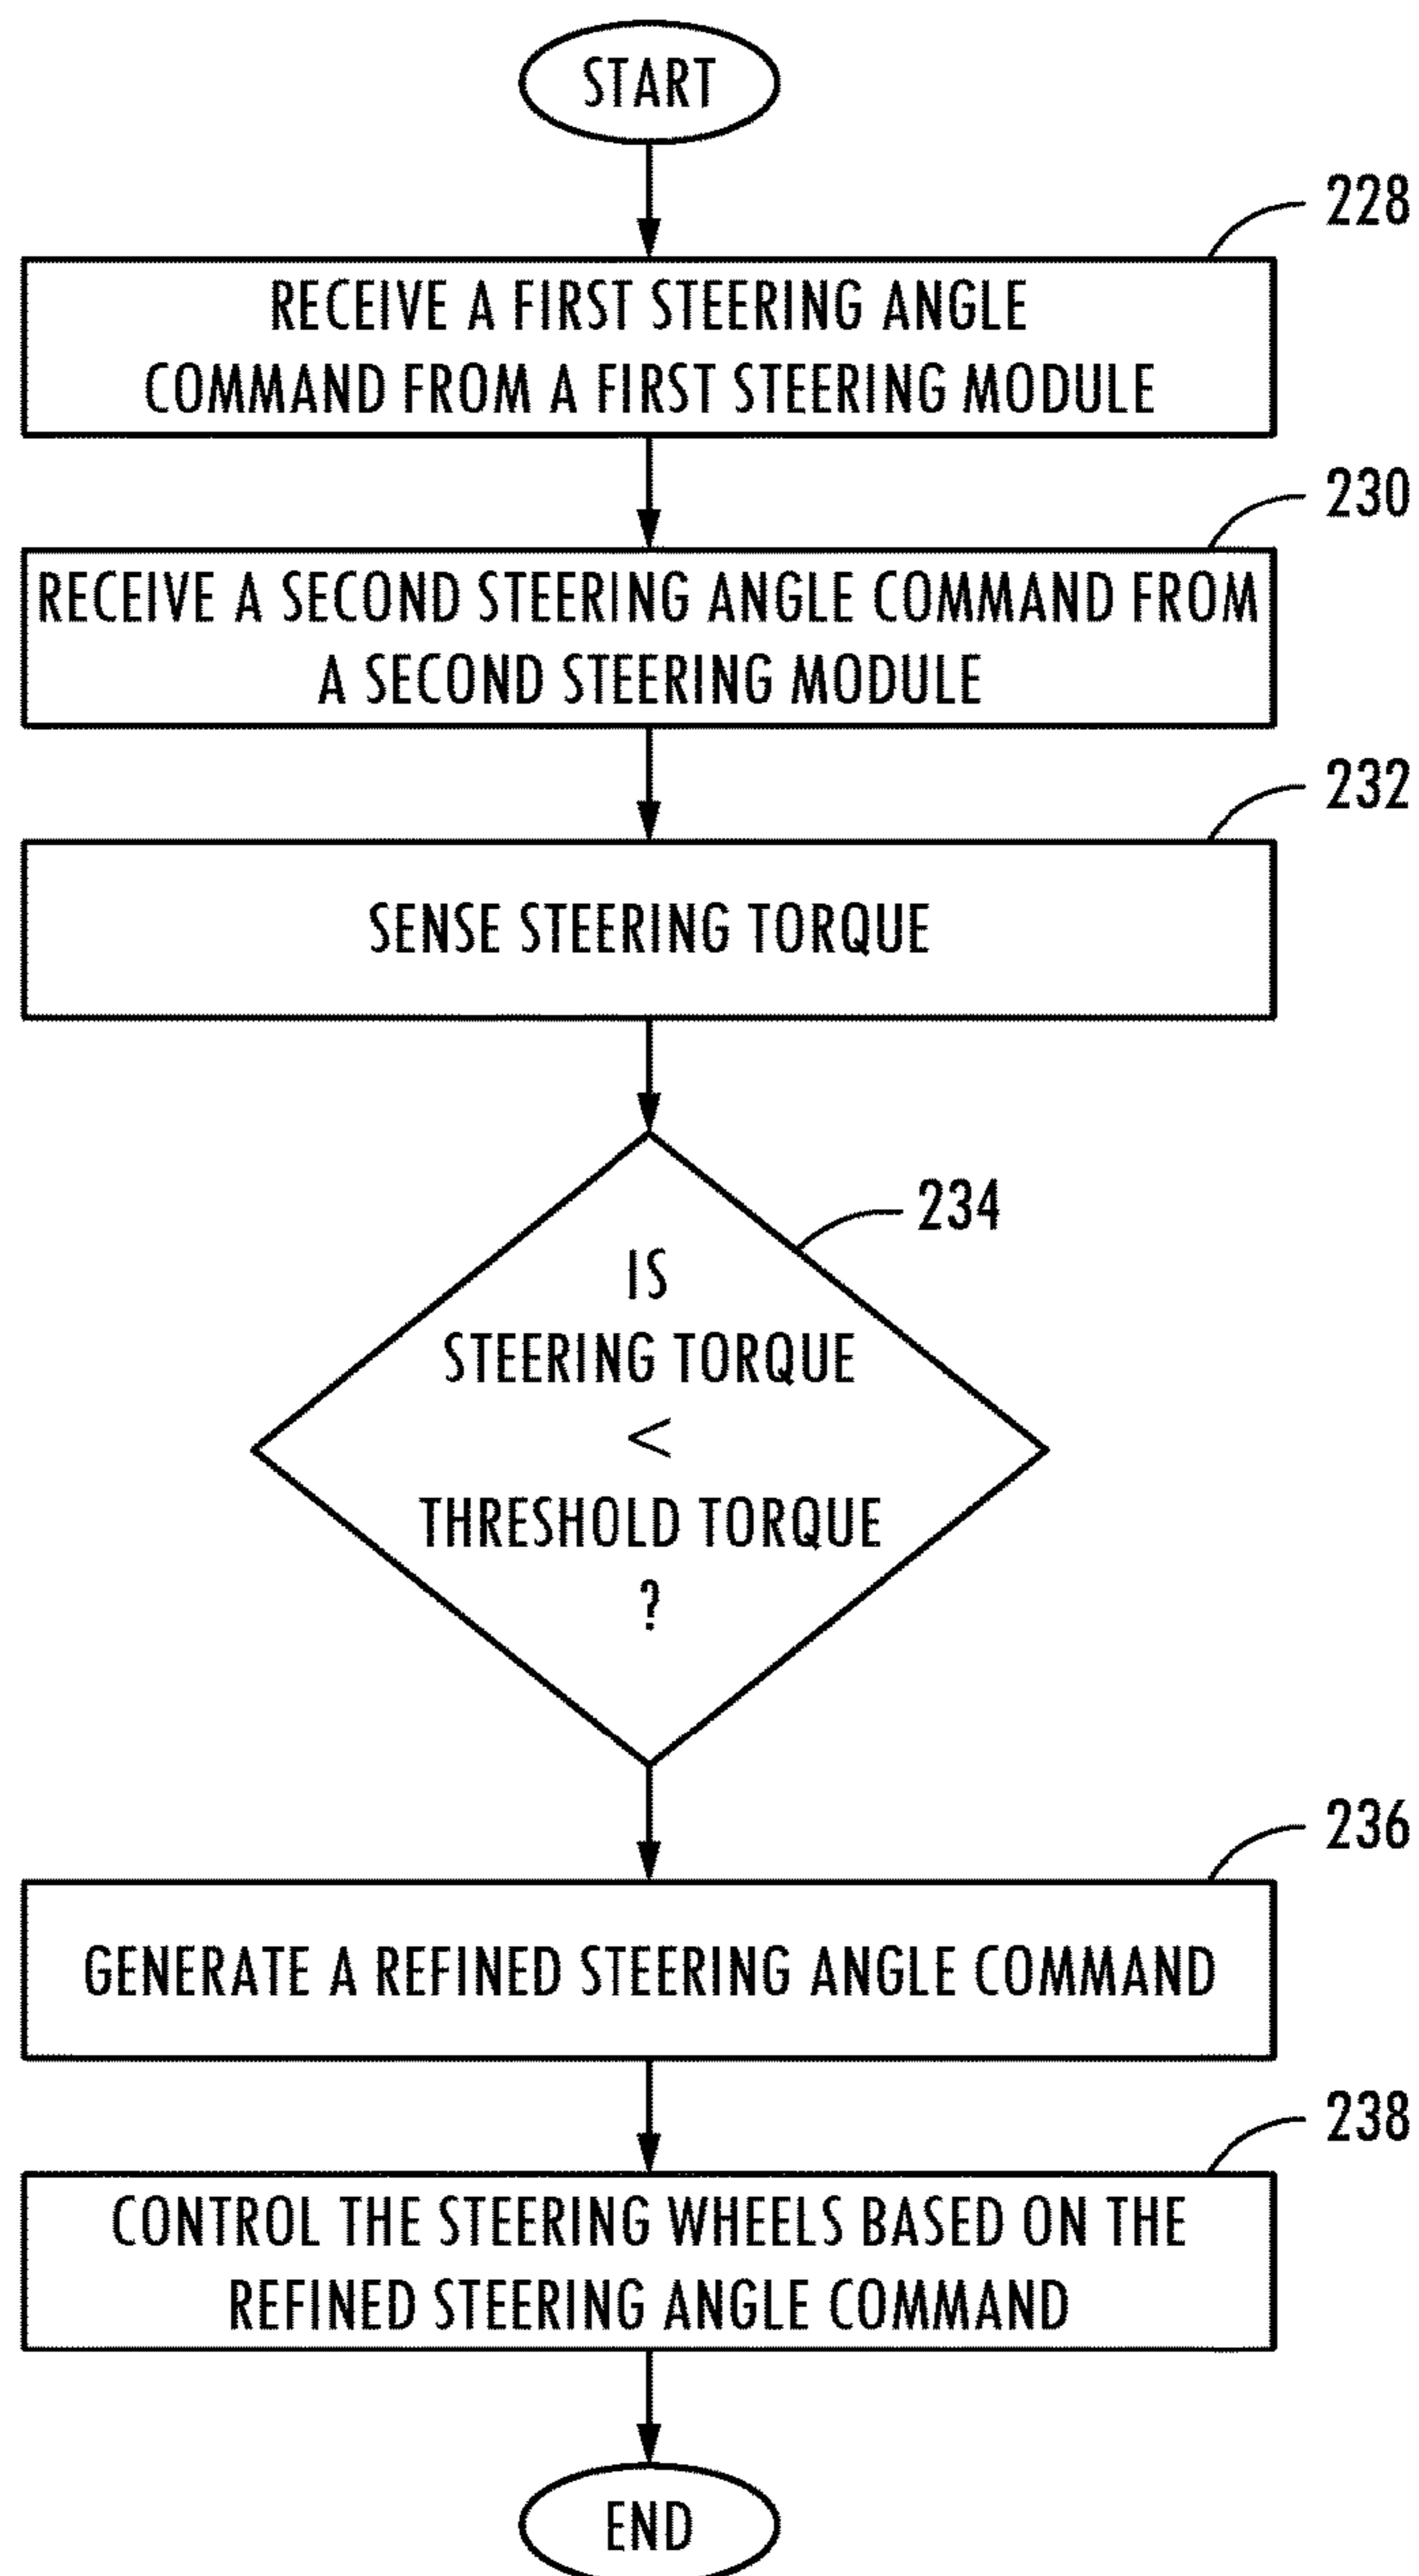 START
228
RECEIVE A FIRST STEERING ANGLE
COMMAND FROM A FIRST STEERING MODULE
230
RECEIVE A SECOND STEERING ANGLE COMMAND FROM
A SECOND STEERING MODULE
232
SENSE STEERING TORQUE
234
IS
STEERING TORQUE
<
THRESHOLD TORQUE
?
236
GENERATE A REFINED STEERING ANGLE COMMAND
238
CONTROL THE STEERING WHEELS BASED ON THE
REFINED STEERING ANGLE COMMAND
END